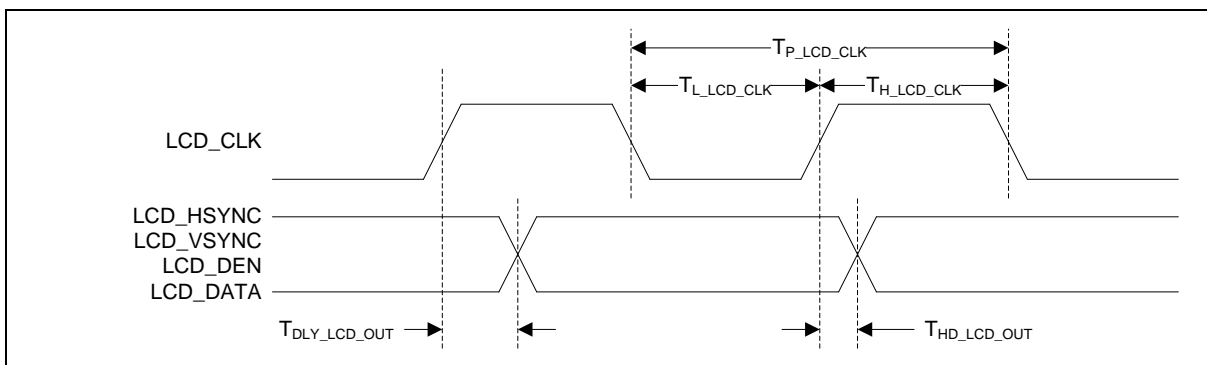 T_P_LCD_CLK
T_L_LCD_CLK T_H_LCD_CLK
LCD_CLK
LCD_HSYNC
LCD_VSYNC
LCD_DEN
LCD_DATA
T_DLY_LCD_OUT T_HD_LCD_OUT